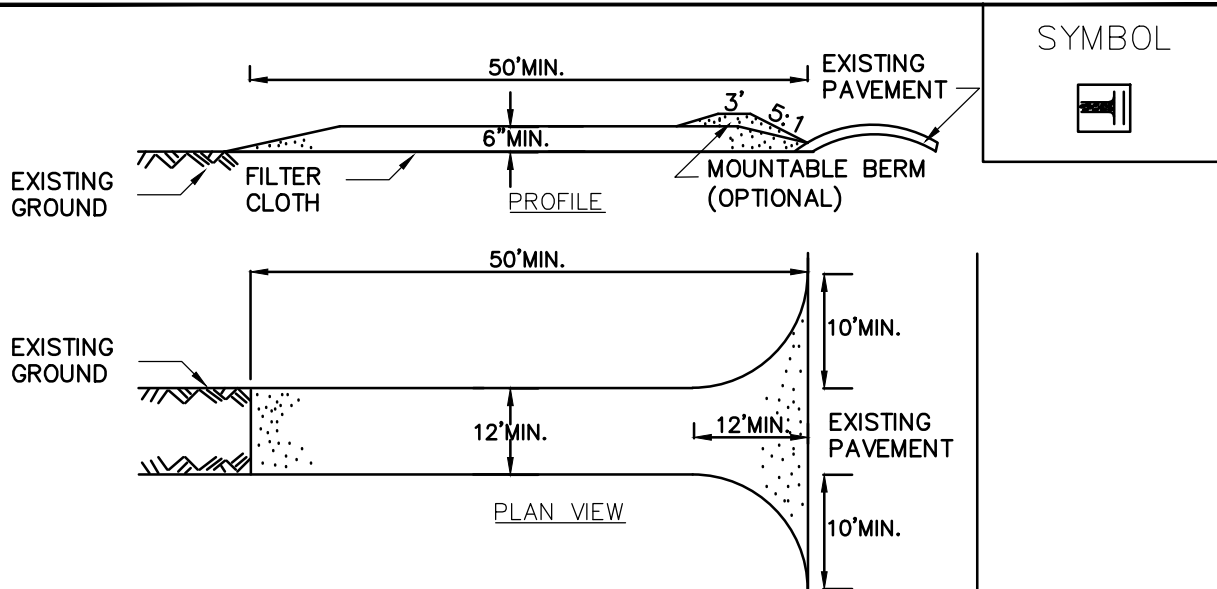 SYMBOL
50'MIN.
EXISTING
PAVEMENT
3'
5:1
6"MIN.
EXISTING
GROUND
FILTER
CLOTH
PROFILE
MOUNTABLE BERM
(OPTIONAL)
50'MIN.
10'MIN.
EXISTING
GROUND
12'MIN.
12'MIN.
EXISTING
PAVEMENT
PLAN VIEW
10'MIN.